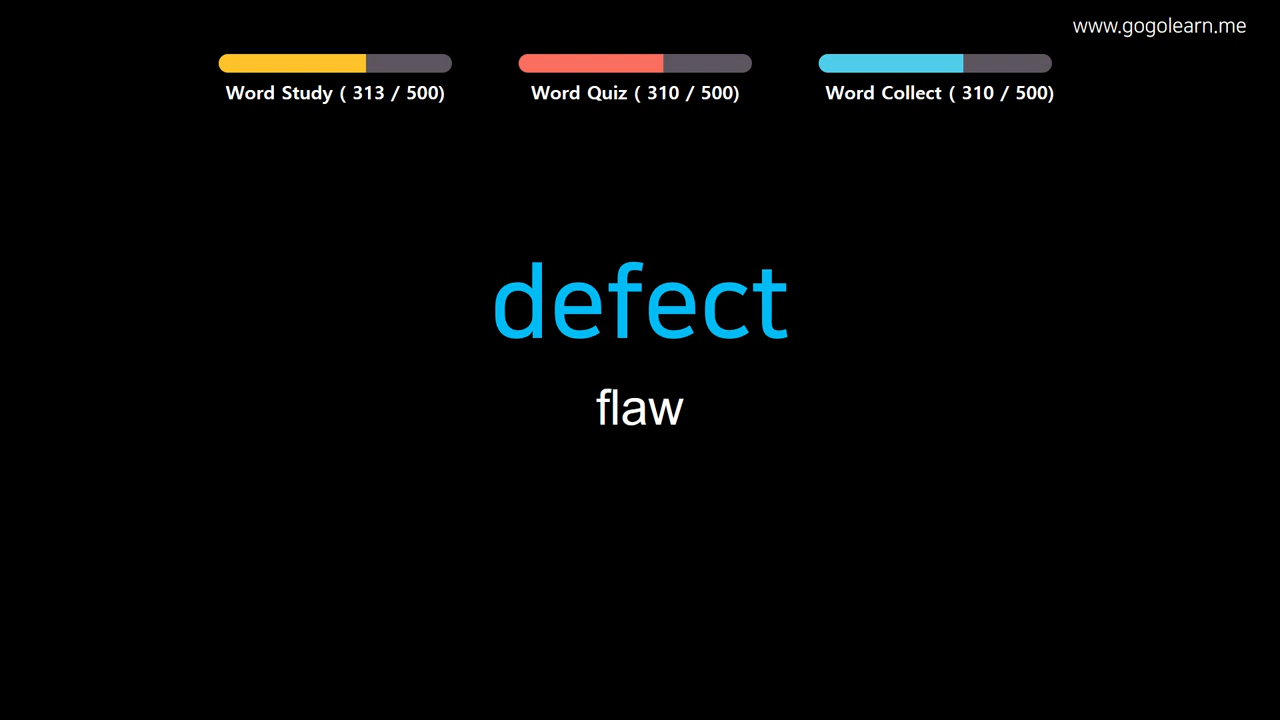 www.gogolearn.me
Word Study ( 313 / 500)
Word Quiz ( 310 / 500)
Word Collect ( 310 / 500)
defect
flaw